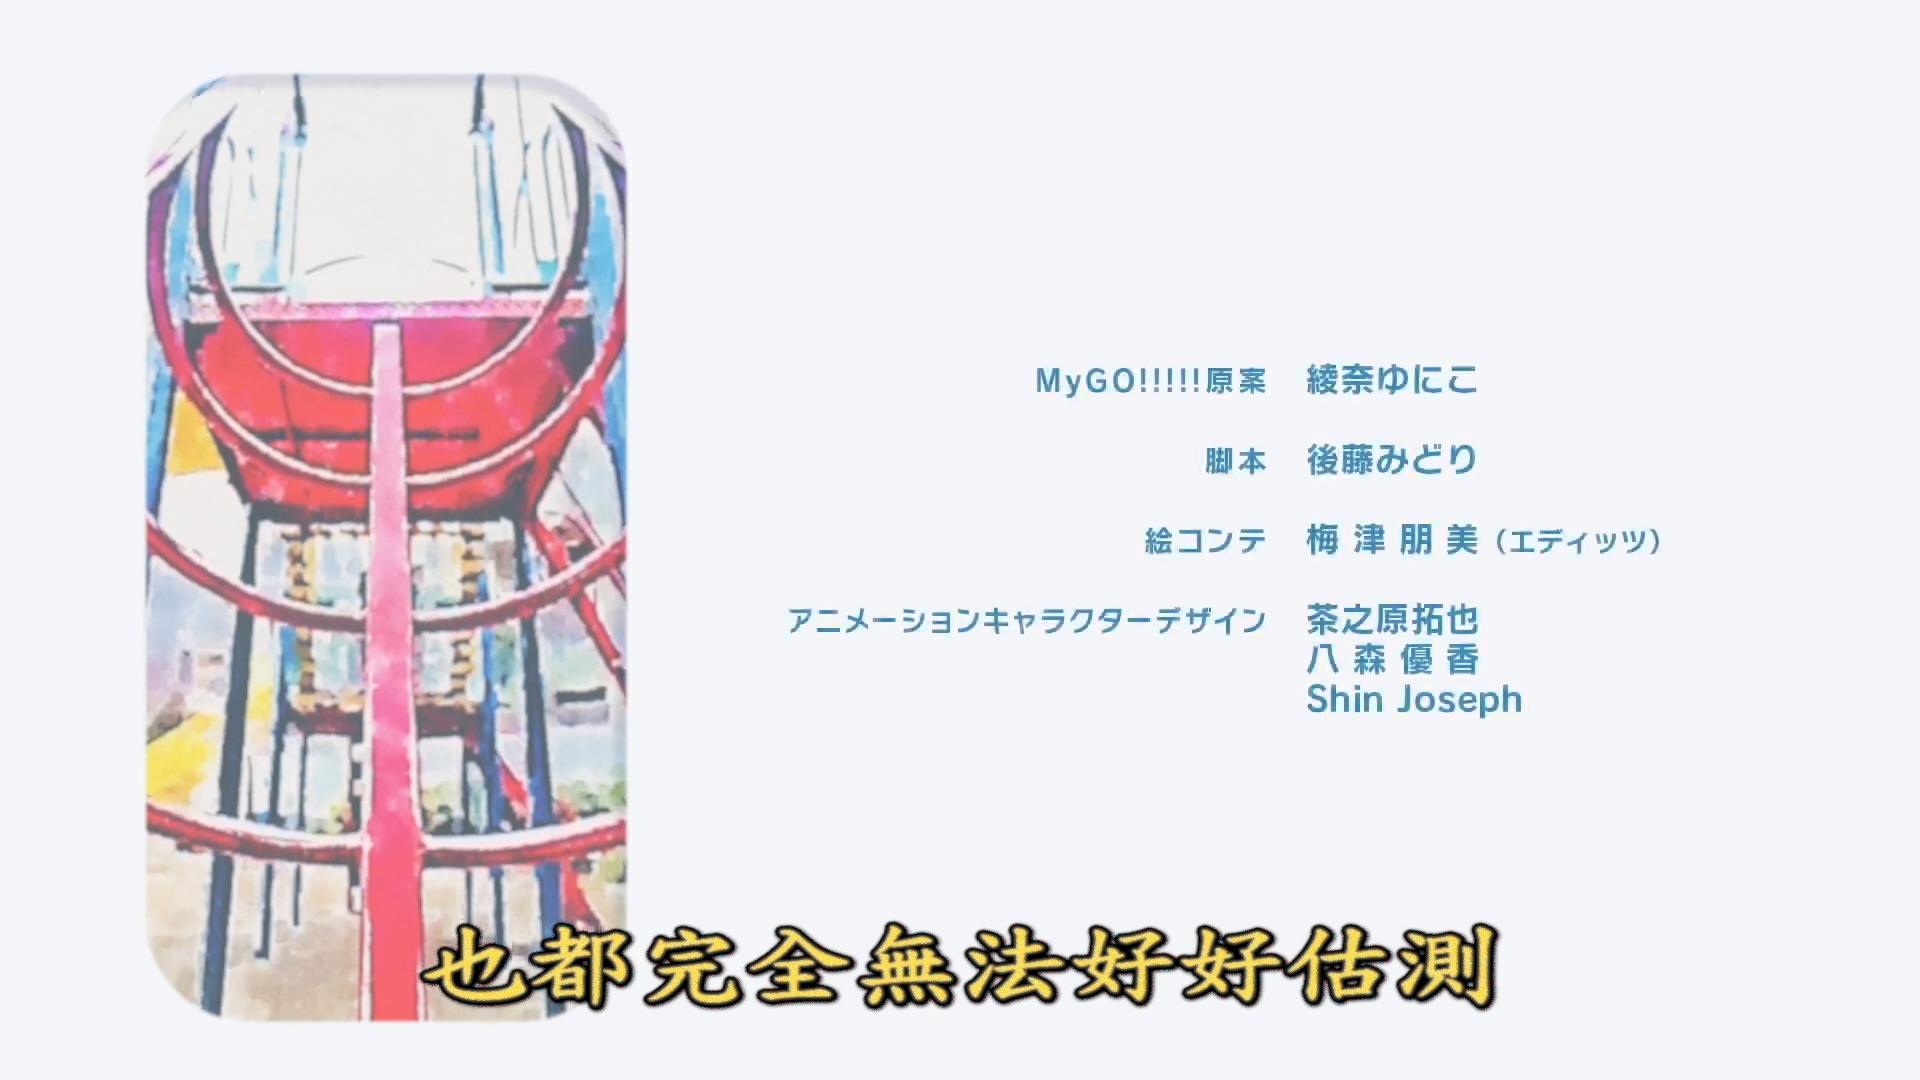 MyGO!!!!!原案 綾奈ゆにこ
脚本 後藤みどり
絵コンテ 梅津朋美（エディッツ）
アニメーションキャラクターデザイン 茶之原拓也
八森優香
Shin Joseph
也都完全無法好好估測